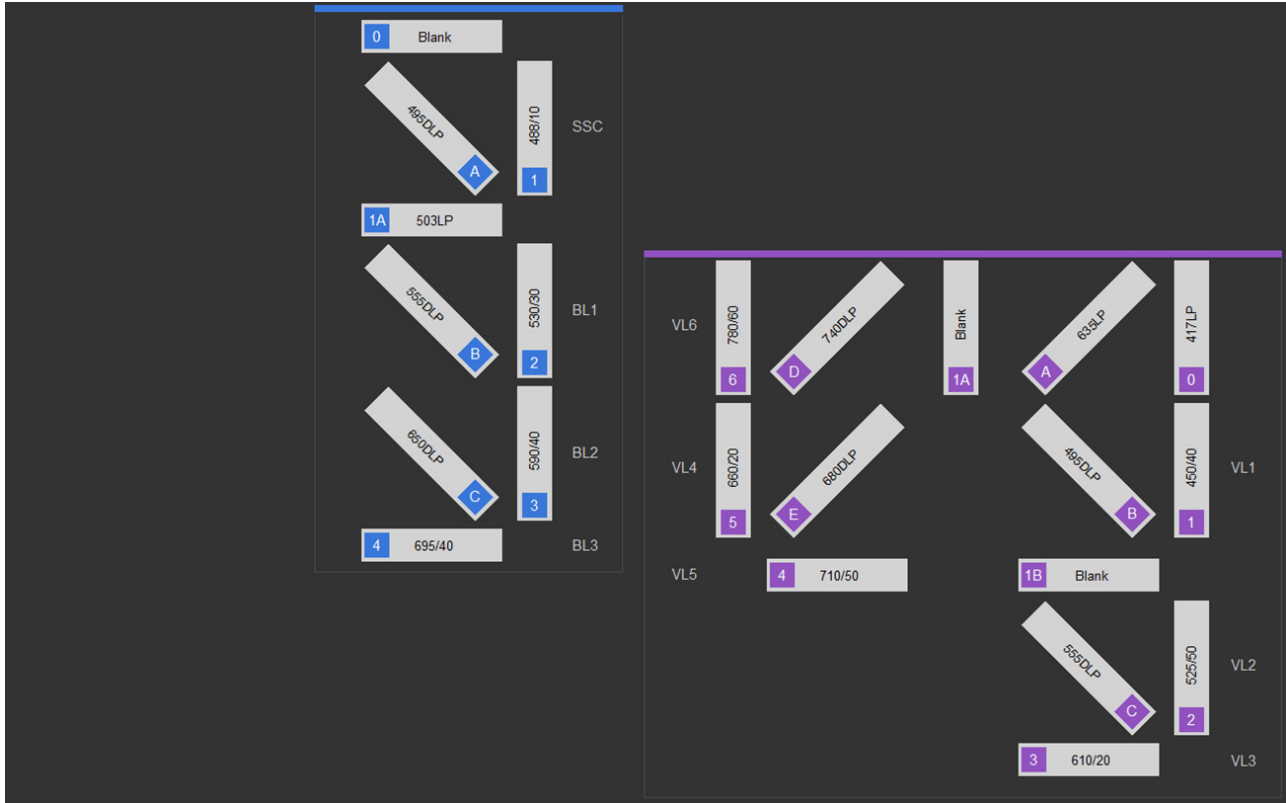 0 Blank
495DLP A
488/10 1
SSC
1A 503LP
555DLP B
530/30 2
BL1
650DLP C
590/40 3
BL2
4 695/40
BL3
VL6
780/60 6
740DLP D
Blank 1A
635LP A
417LP 0
VL4
660/20 5
680DLP E
495DLP B
450/40 1
VL1
VL5
4 710/50
1B Blank
555DLP C
525/50 2
VL2
3 610/20
VL3